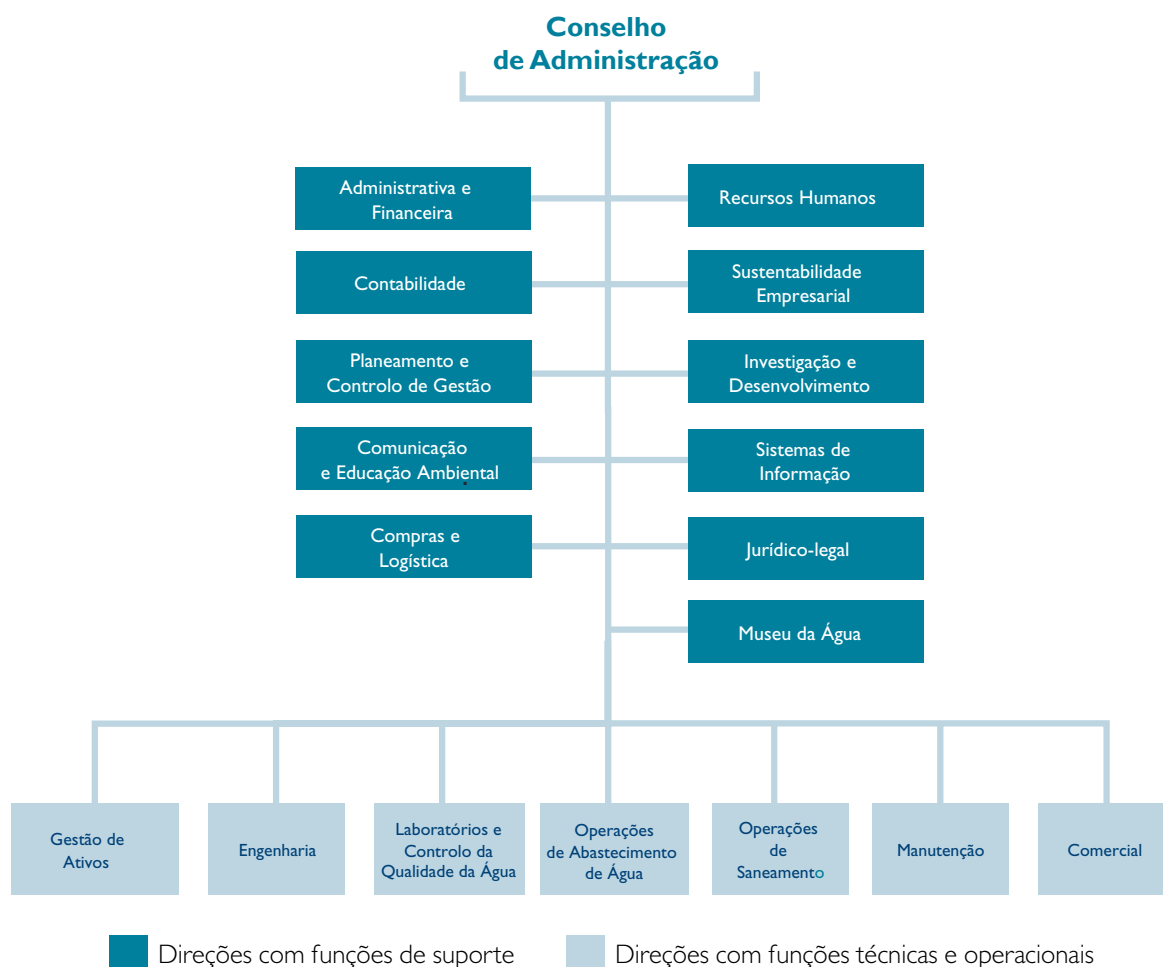 Conselho
de Administração
Administrativa e
Financeira
Recursos Humanos
Contabilidade
Sustentabilidade
Empresarial
Planeamento e
Controlo de Gestão
Investigação e
Desenvolvimento
Comunicação
e Educação Ambiental
Sistemas de
Informação
Compras e
Logística
Jurídico-legal
Museu da Água
Gestão de
Ativos
Engenharia
Laboratórios e
Controlo da
Qualidade da Água
Operações
de Abastecimento
de Água
Operações
de
Saneamento
Manutenção
Comercial
Direções com funções de suporte
Direções com funções técnicas e operacionais